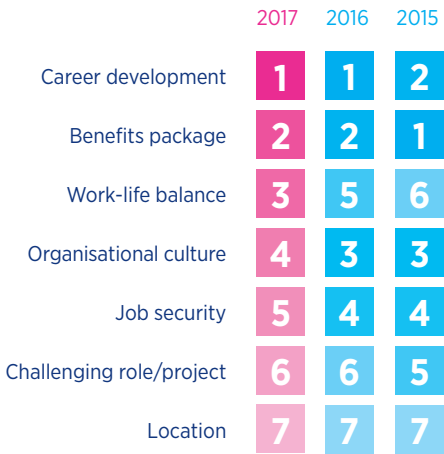 2017 2016 2015
Career development 1 1 2
Benefits package 2 2 1
Work-life balance 3 5 6
Organisational culture 4 3 3
Job security 5 4 4
Challenging role/project 6 6 5
Location 7 7 7